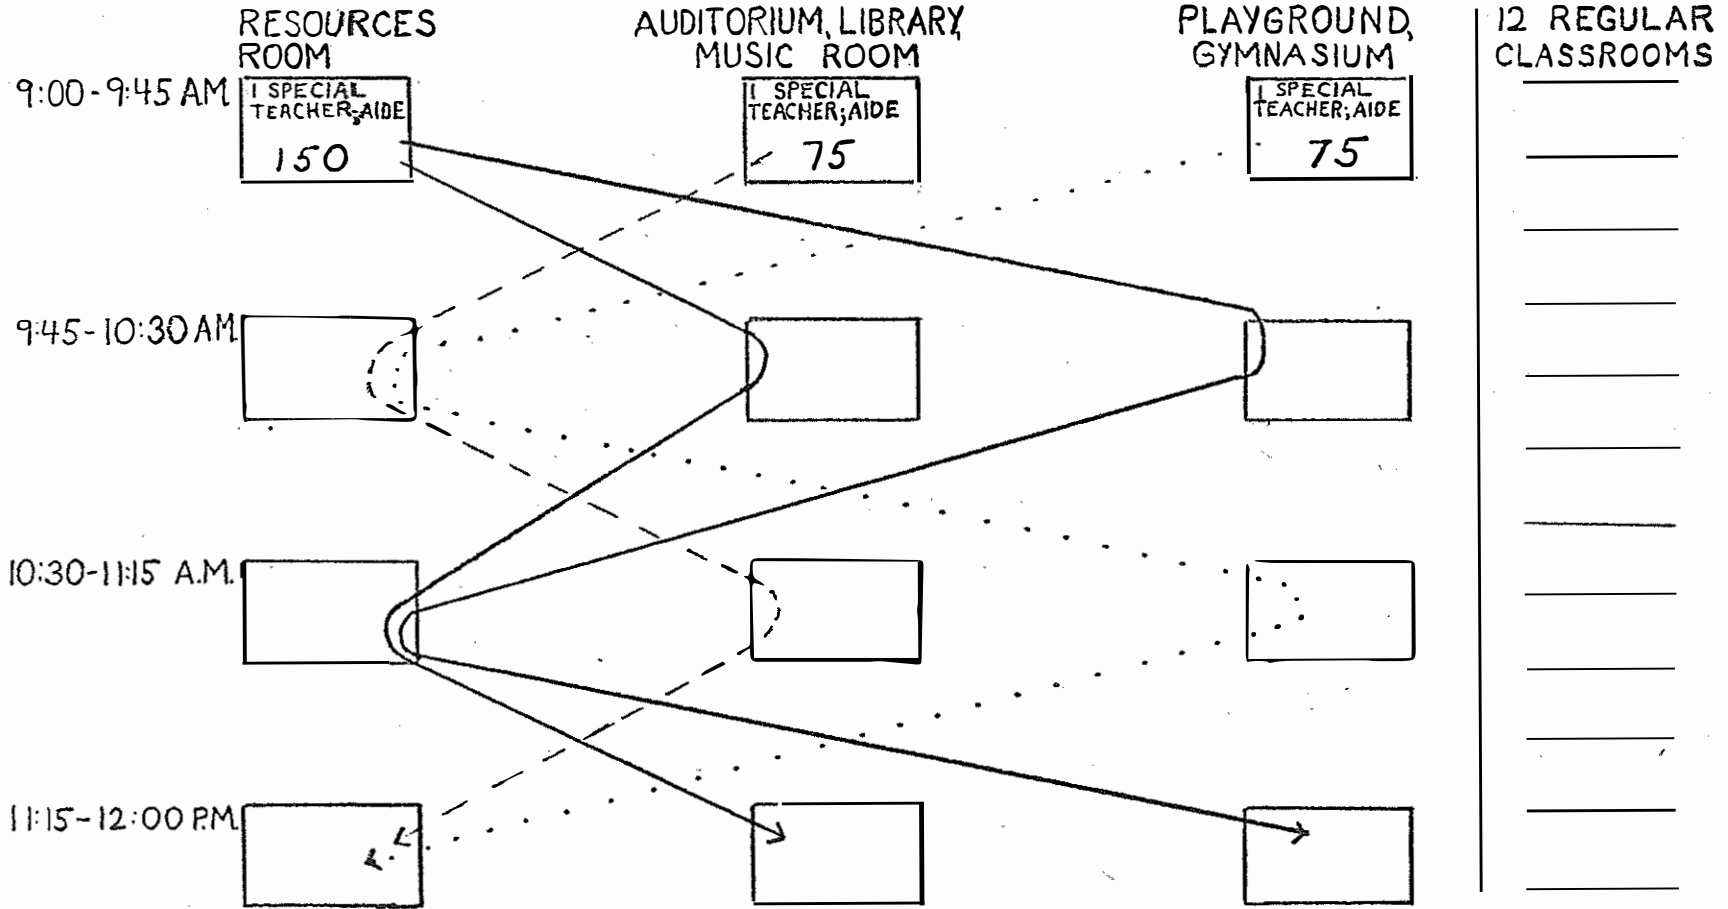 RESOURCES
ROOM
AUDITORIUM, LIBRARY,
MUSIC ROOM
PLAYGROUND,
GYMNASIUM
12 REGULAR
CLASSROOMS
9:00-9:45 A.M.
1 SPECIAL
TEACHER; AIDE
150
1 SPECIAL
TEACHER; AIDE
75
1 SPECIAL
TEACHER; AIDE
75
9:45-10:30 A.M.
10:30-11:15 A.M.
11:15-12:00 P.M.